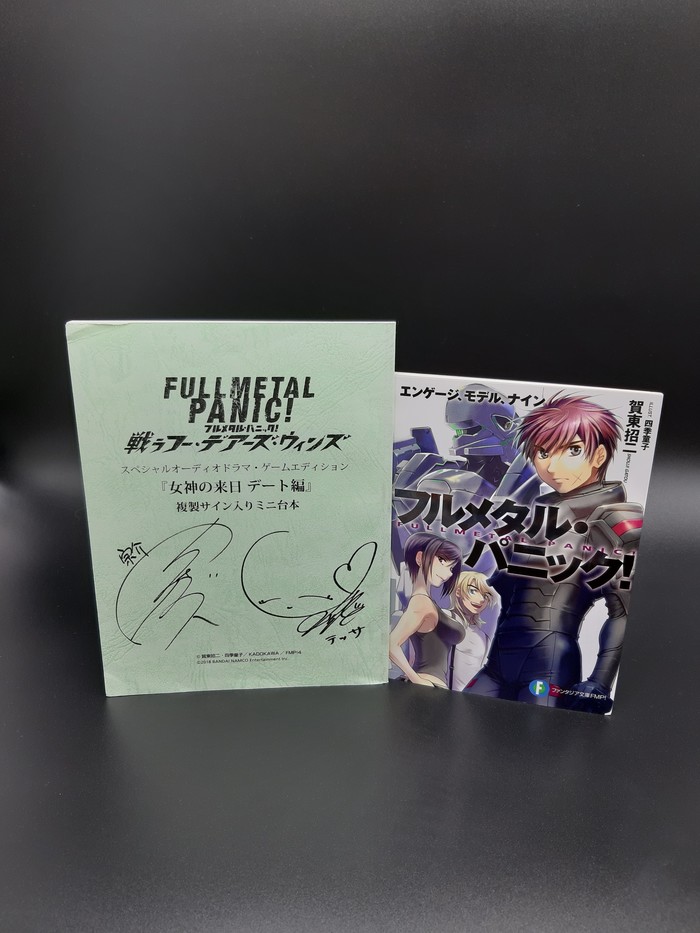 FULLMETAL
PANIC!
フルメタル・パニック!
戦うフー・デアーズ・ウィンズ
スペシャルオーディオドラマ・ゲームエディション
『女神の来日 デート編』
複製サイン入りミニ台本
宗介
テッサ
© 賀東招二・四季童子/KADOKAWA/FMP!4
©2018 BANDAI NAMCO Entertainment Inc.
エンゲージ、モデル、ナイン
賀東招二
ILLUST. 四季童子
フルメタル・
FULL METAL PANIC!
パニック!
ファンタジア文庫FMP!